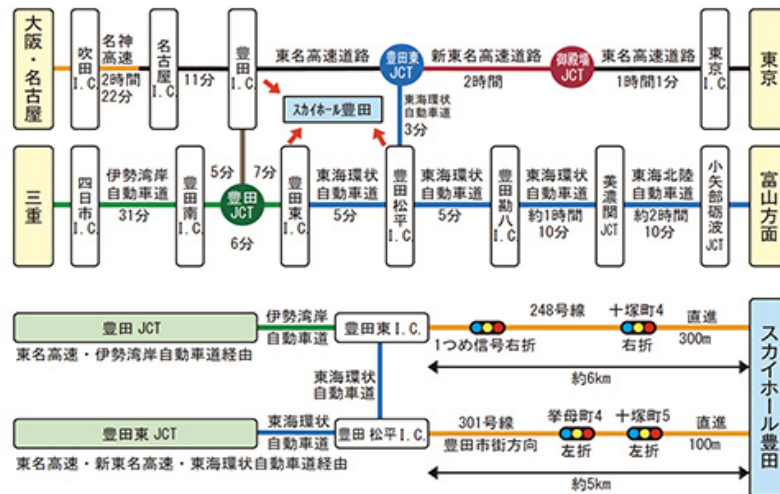 大阪・名古屋
吹田I.C.
名神高速
2時間22分
名古屋I.C.
11分
豊田I.C.
東名高速道路
豊田東JCT
新東名高速道路
2時間
御殿場JCT
東名高速道路
1時間1分
東京I.C.
東京
スカイホール豊田
東海環状自動車道
3分
三重
四日市I.C.
伊勢湾岸自動車道
31分
豊田南I.C.
5分
7分
豊田JCT
6分
豊田東I.C.
東海環状自動車道
5分
豊田松平I.C.
東海環状自動車道
5分
豊田勘八I.C.
東海環状自動車道
約1時間10分
美濃関JCT
東海北陸自動車道
約2時間10分
小矢部砺波JCT
富山方面
豊田 JCT
東名高速・伊勢湾岸自動車道経由
伊勢湾岸自動車道
豊田東 I.C.
1つめ信号右折
248号線
十塚町4
右折
直進
300m
約6km
東海環状自動車道
豊田東 JCT
東名高速・新東名高速・東海環状自動車道経由
東海環状自動車道
豊田 松平 I.C.
301号線
豊田市街方向
挙母町4
左折
十塚町5
左折
直進
100m
約5km
スカイホール豊田